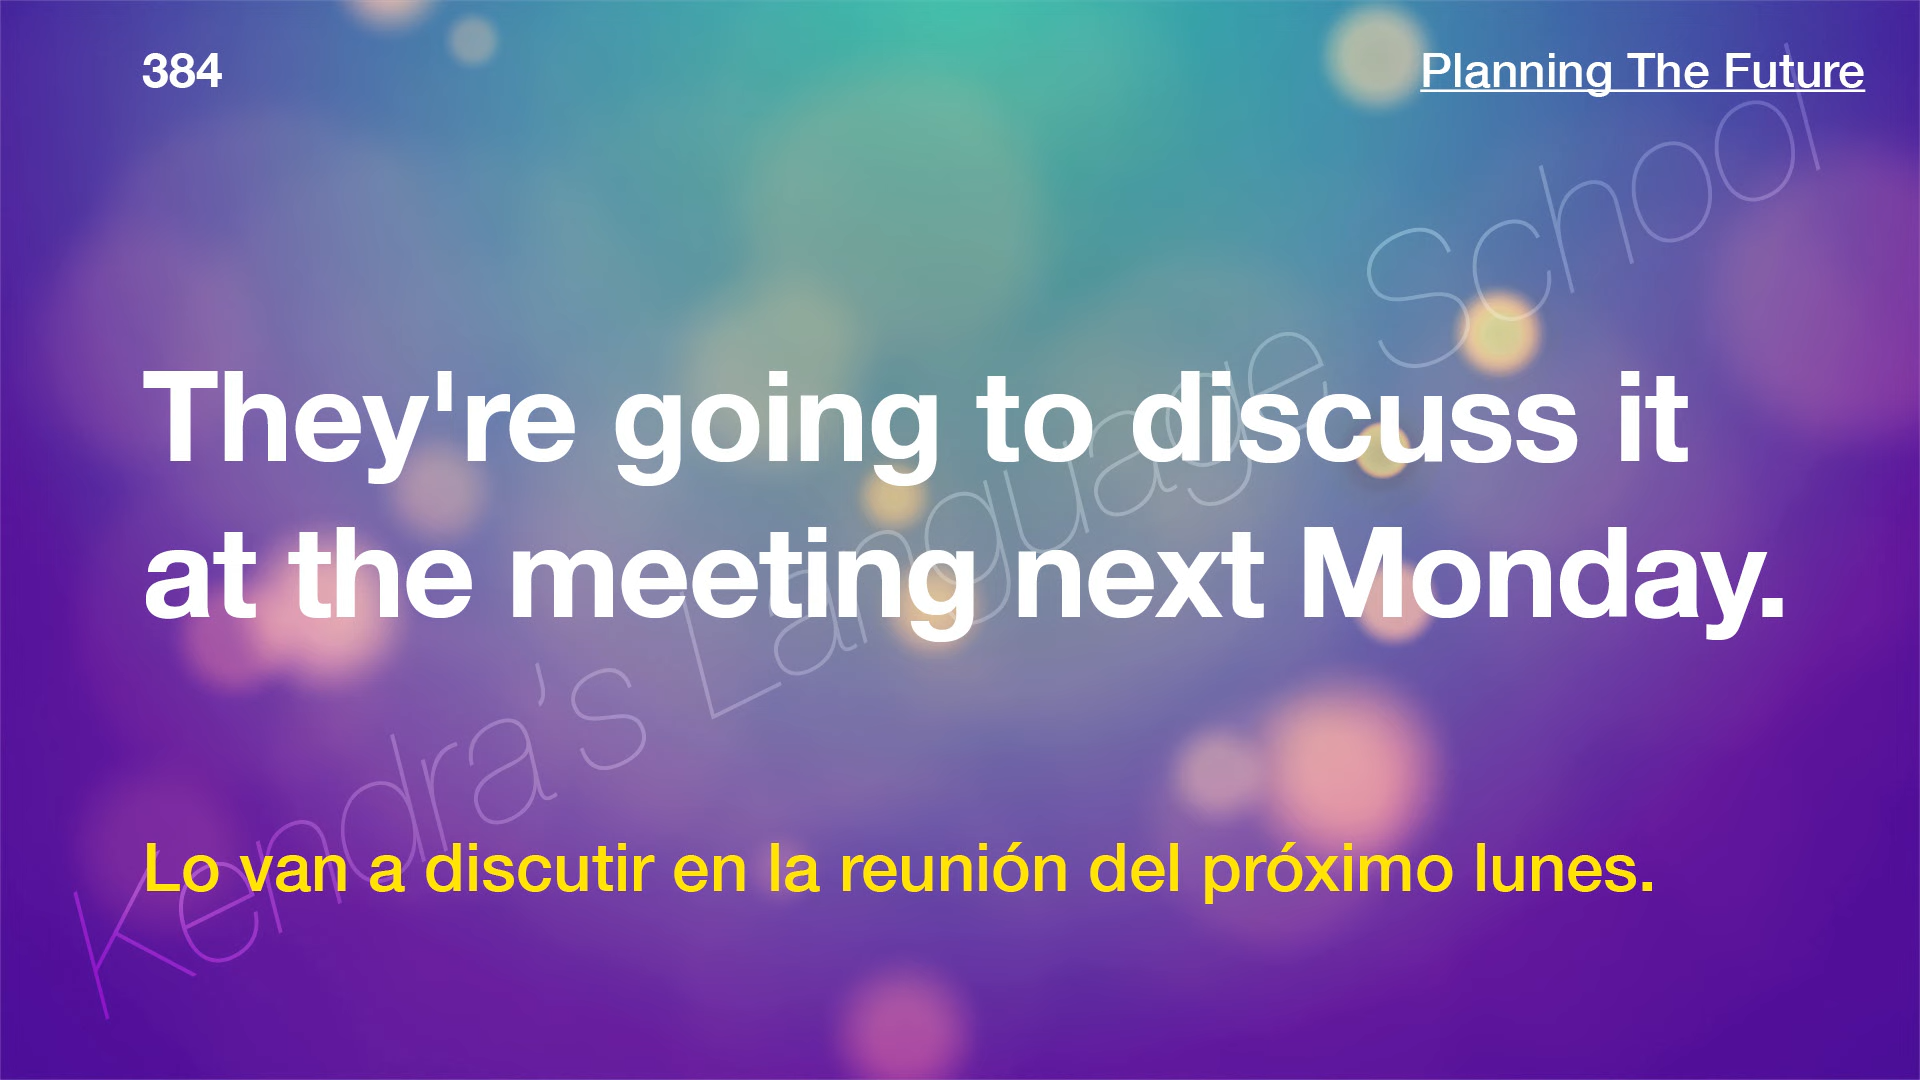 384
Planning The Future
They're going to discuss it
at the meeting next Monday.
Lo van a discutir en la reunión del próximo lunes.
Kendra’s Language School